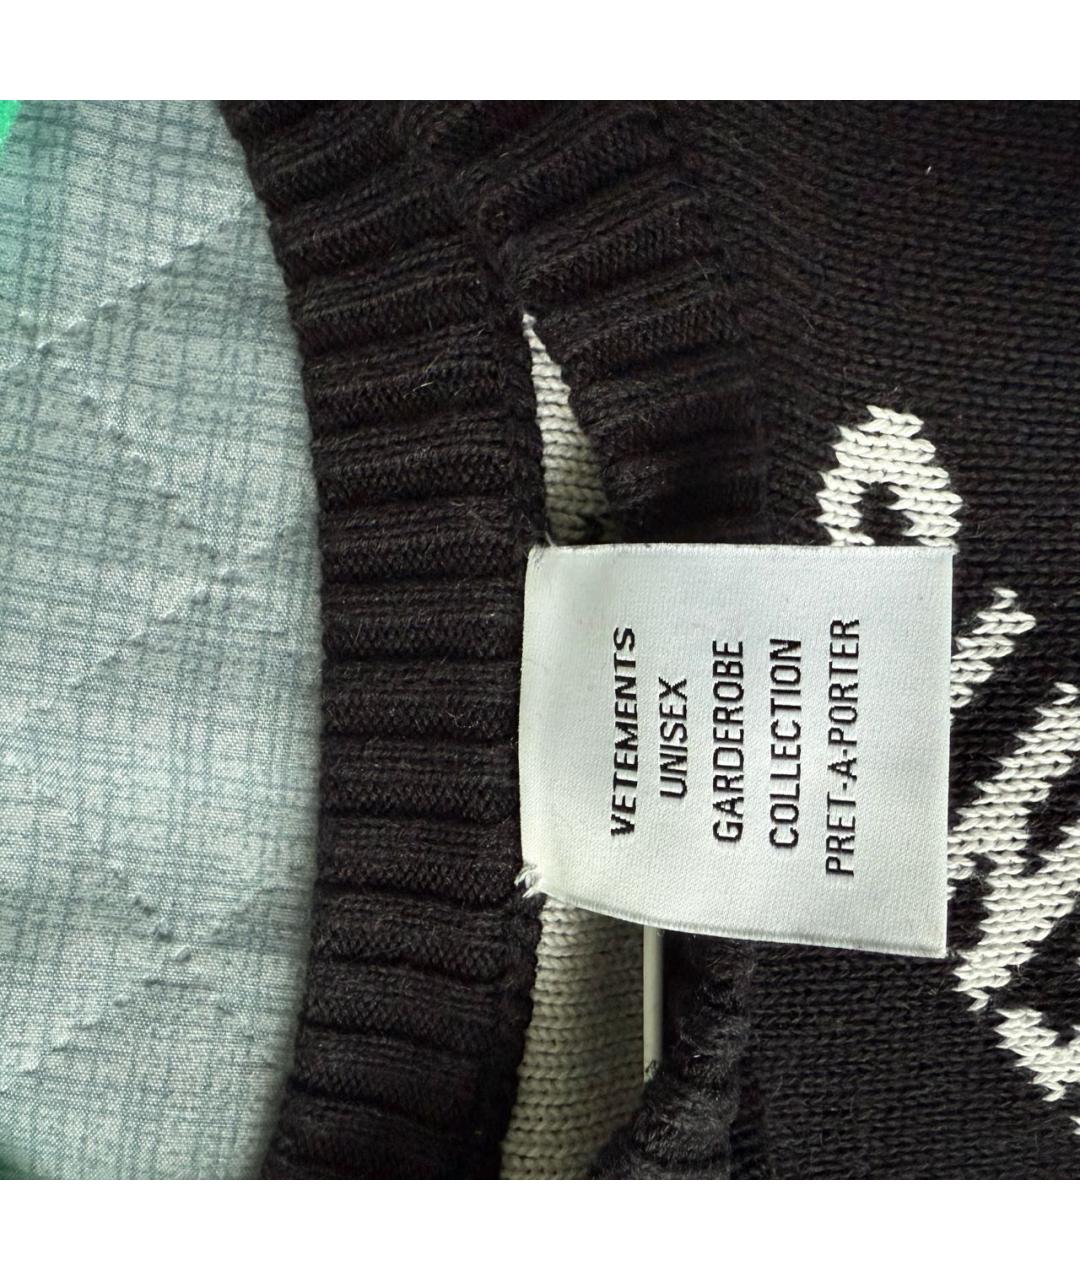 VETEMENTS
UNISEX
GARDEROBE
COLLECTION
PRET-A-PORTER